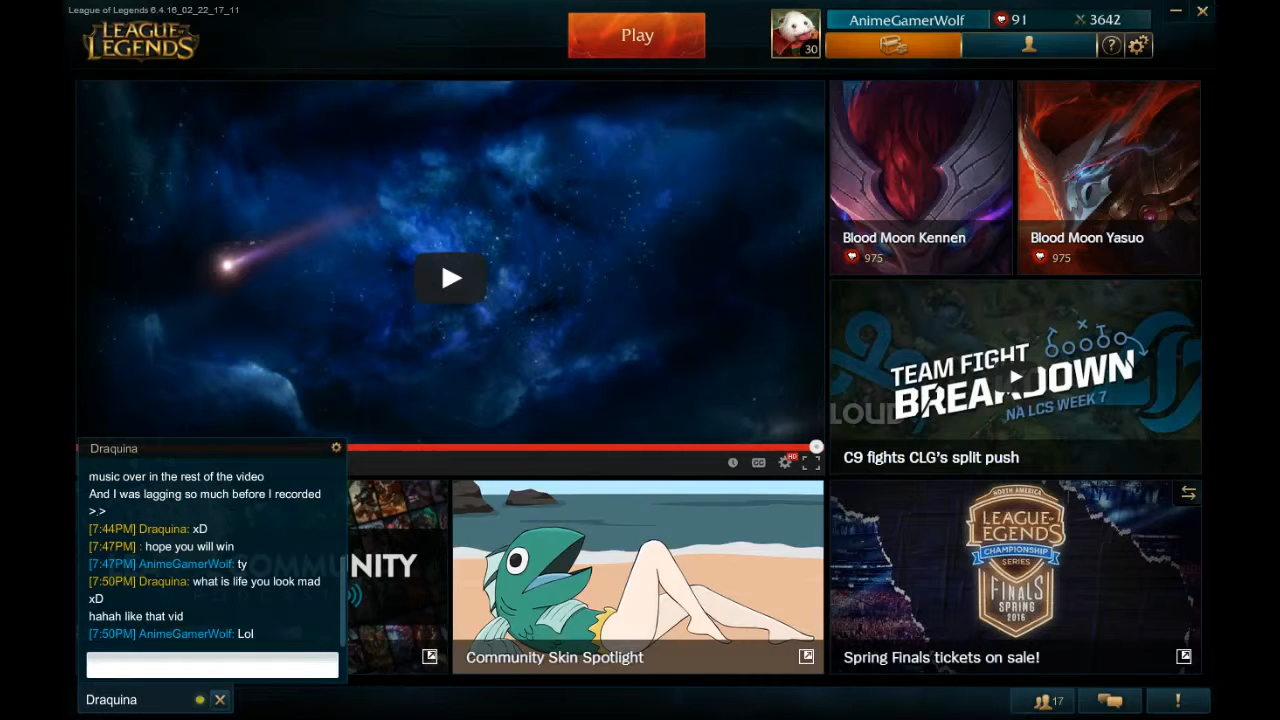 League of Legends 6.4.16_02_22_17_11
LEAGUE OF LEGENDS
Play
30
AnimeGamerWolf
91
3642
?
Blood Moon Kennen
975
Blood Moon Yasuo
975
TEAM FIGHT
BREAKDOWN
NA LCS WEEK 7
LOUD
C9 fights CLG's split push
CC
HD
Draquina
music over in the rest of the video
And I was lagging so much before I recorded
>.>
[7:44PM] Draquina: xD
[7:47PM] : hope you will win
[7:47PM] AnimeGamerWolf: ty
[7:50PM] Draquina: what is life you look mad
xD
hahah like that vid
[7:50PM] AnimeGamerWolf: Lol
NITY
Community Skin Spotlight
NORTH AMERICA
LEAGUE OF
LEGENDS
CHAMPIONSHIP
SERIES
FINALS
SPRING
2016
Spring Finals tickets on sale!
Draquina
17
!